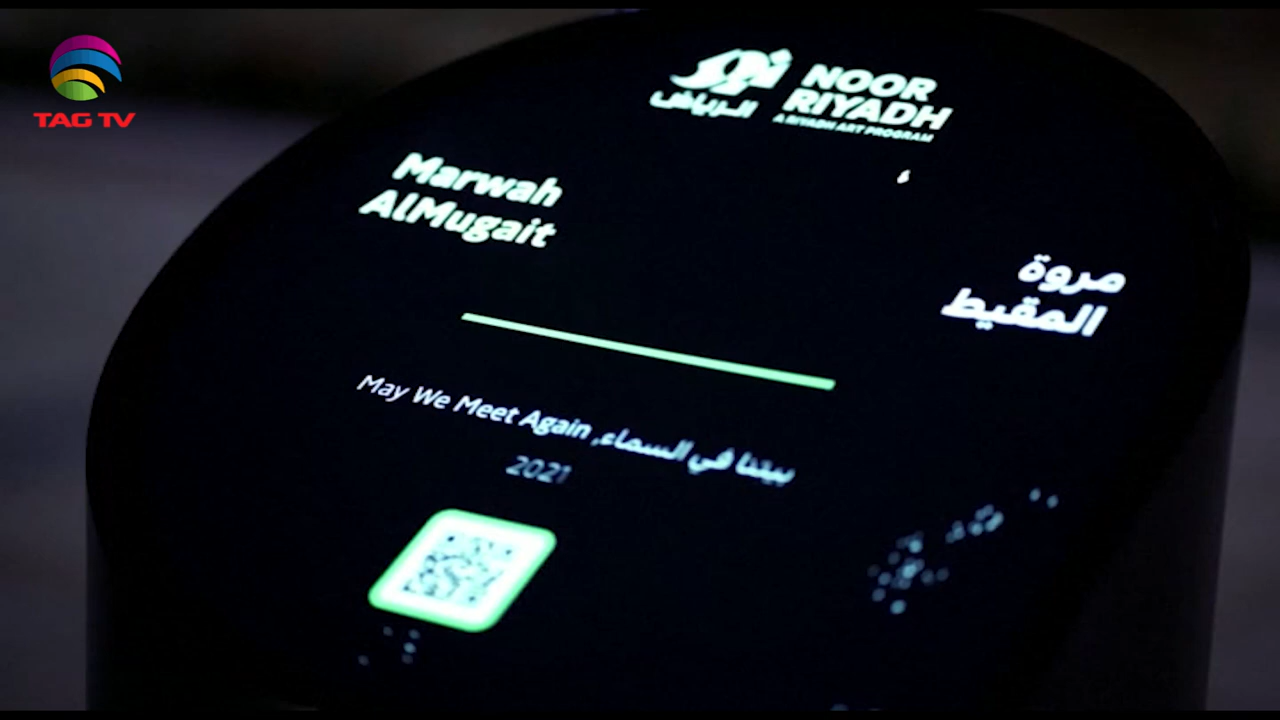 TAG TV
نور
الرياض
NOOR
RIYADH
A RIYADH ART PROGRAM
Marwah
AlMugait
مروة
المقيط
May We Meet Again, بيتنا في السماء
2021